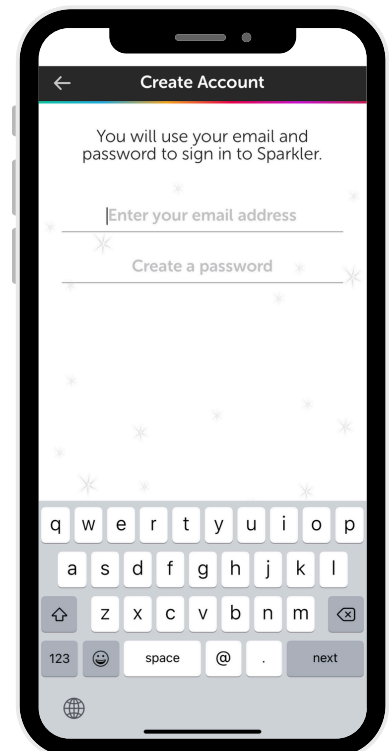 Create Account
You will use your email and
password to sign in to Sparkler.
Enter your email address
Create a password
q w e r t y u i o p
a s d f g h j k l
z x c v b n m
123 space @ . next